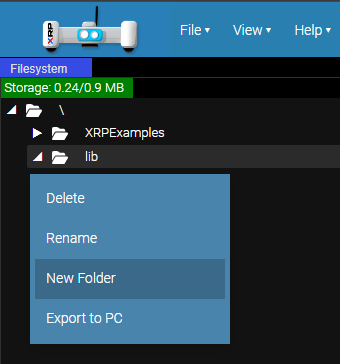 XRP
File ▾ View ▾ Help ▾
Filesystem
Storage: 0.24/0.9 MB
\
XRPExamples
lib
Delete
Rename
New Folder
Export to PC